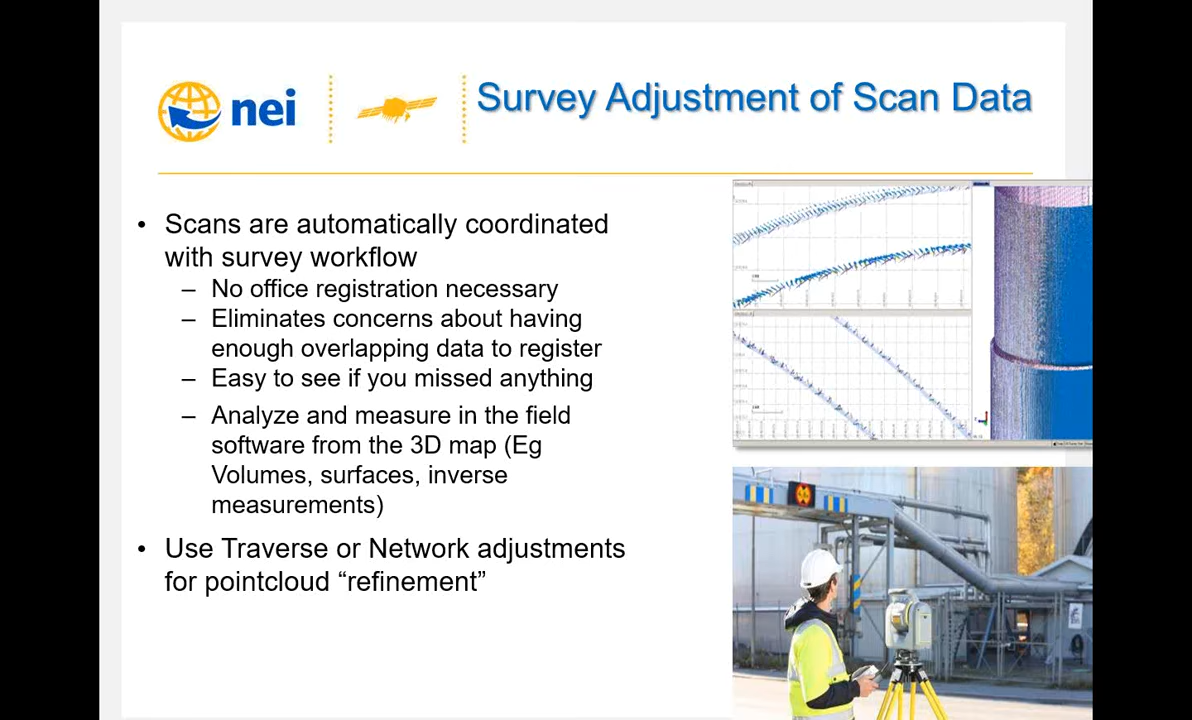 nei
Survey Adjustment of Scan Data
• Scans are automatically coordinated
with survey workflow
– No office registration necessary
– Eliminates concerns about having
enough overlapping data to register
– Easy to see if you missed anything
– Analyze and measure in the field
software from the 3D map (Eg
Volumes, surfaces, inverse
measurements)
• Use Traverse or Network adjustments
for pointcloud “refinement”